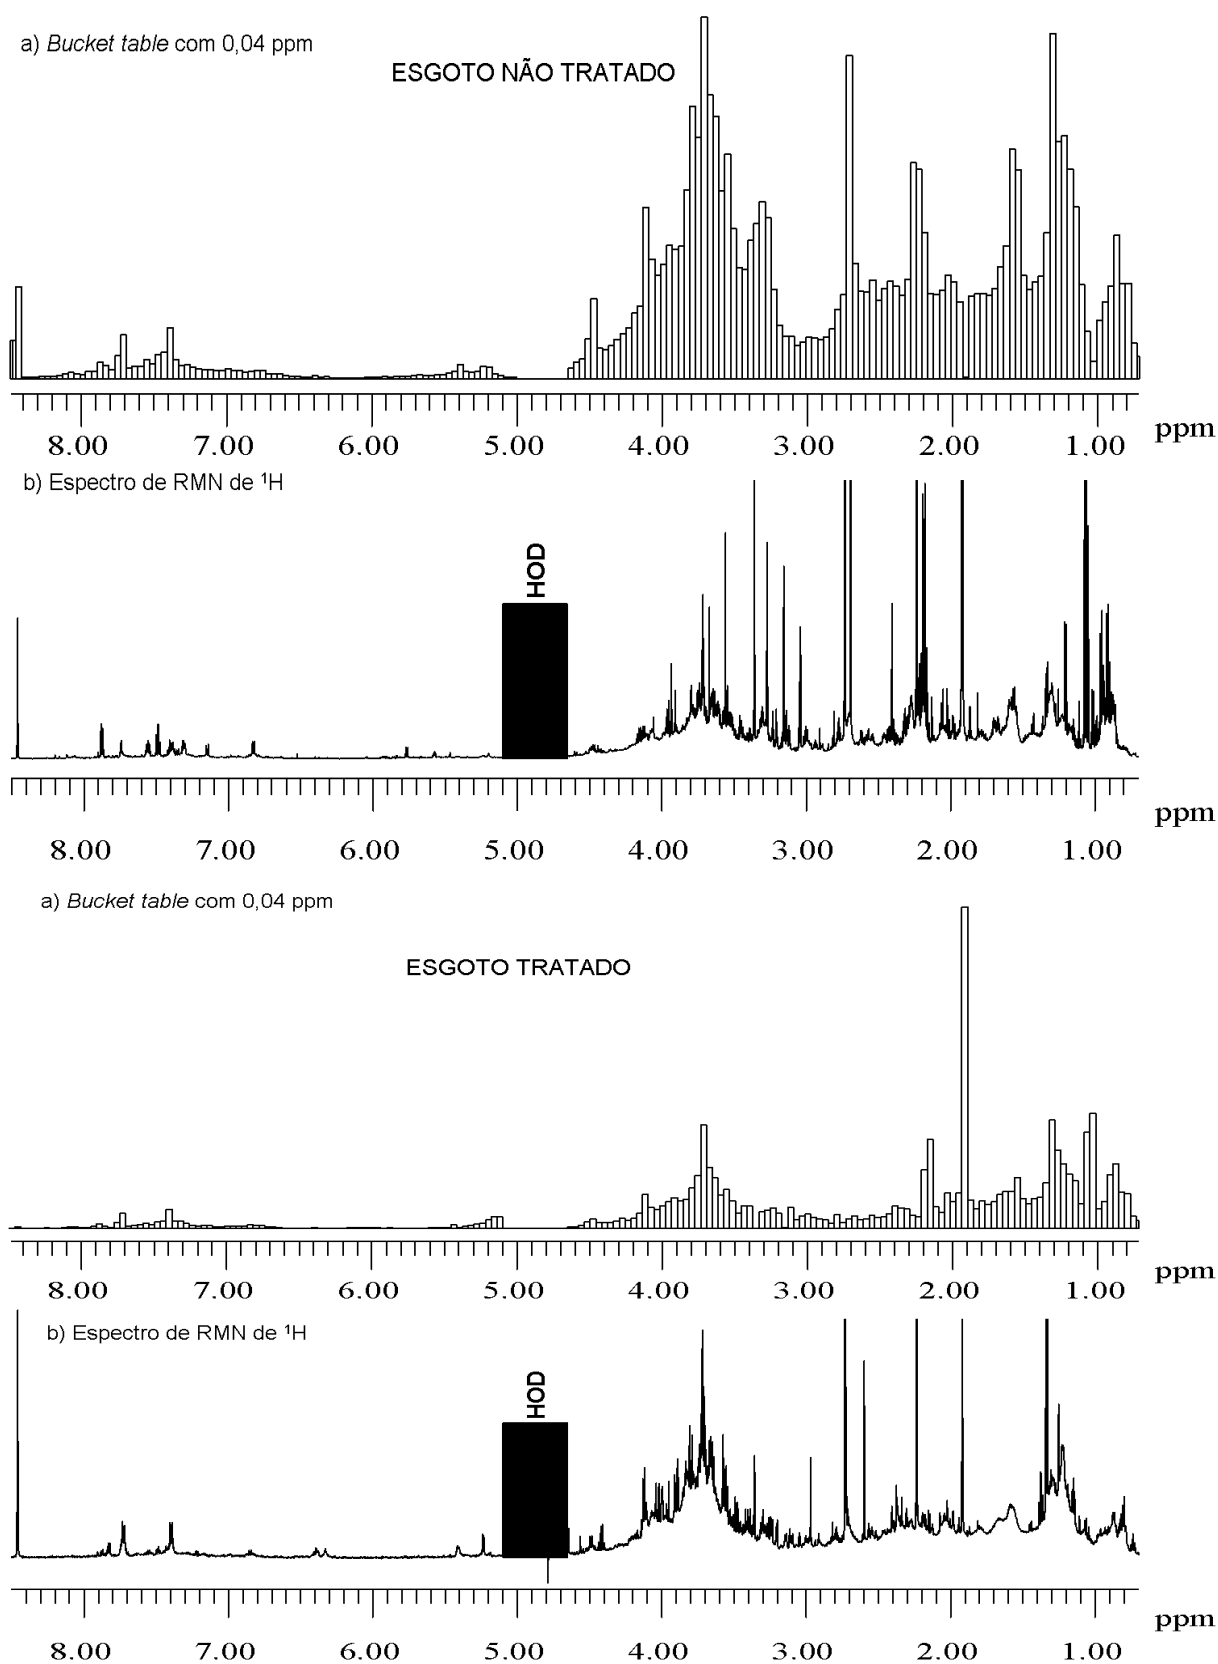 a) Bucket table com 0,04 ppm
ESGOTO NÃO TRATADO
8.00 7.00 6.00 5.00 4.00 3.00 2.00 1.00 ppm
b) Espectro de RMN de ¹H
HOD
8.00 7.00 6.00 5.00 4.00 3.00 2.00 1.00 ppm
a) Bucket table com 0,04 ppm
ESGOTO TRATADO
8.00 7.00 6.00 5.00 4.00 3.00 2.00 1.00 ppm
b) Espectro de RMN de ¹H
HOD
8.00 7.00 6.00 5.00 4.00 3.00 2.00 1.00 ppm